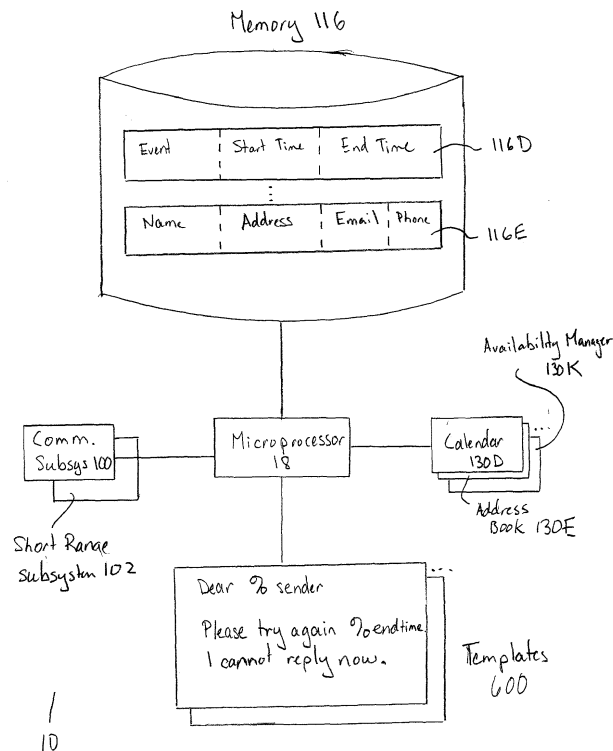 Memory 116
Event Start Time End Time
116D
Name Address Email Phone
116E
Availability Manager
130K
Comm.
Subsys 100
Microprocessor
18
Calendar
130D
Address
Book 130E
Short Range
Subsystem 102
Dear % sender
Please try again %endtime.
I cannot reply now.
Templates
600
10